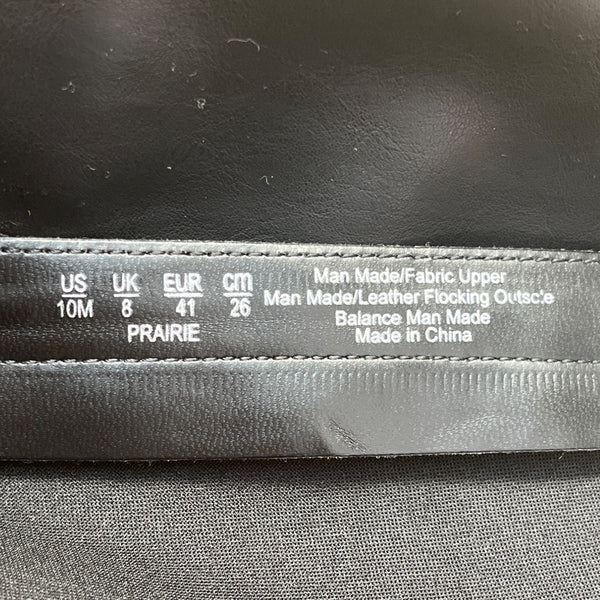 US UK EUR cm
10M 8 41 26
PRAIRIE
Man Made/Fabric Upper
Man Made/Leather Flocking Outsole
Balance Man Made
Made in China